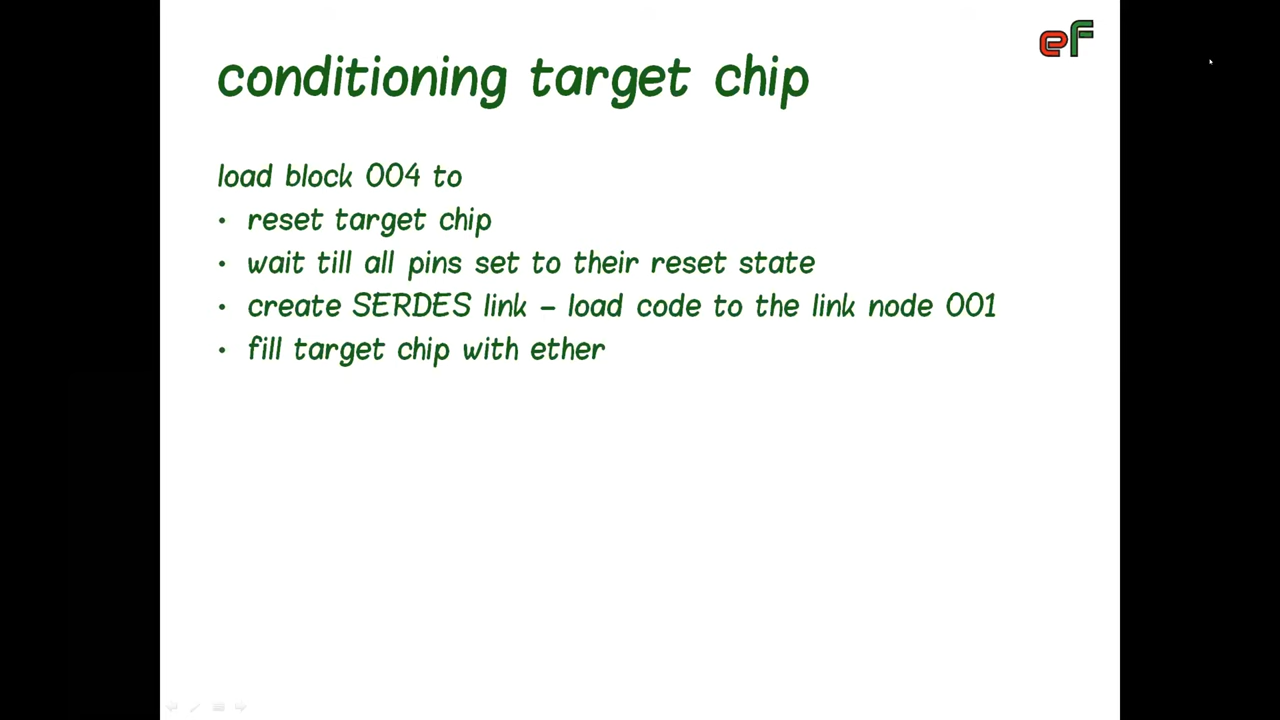 eF
conditioning target chip
load block 004 to
• reset target chip
• wait till all pins set to their reset state
• create SERDES link – load code to the link node 001
• fill target chip with ether